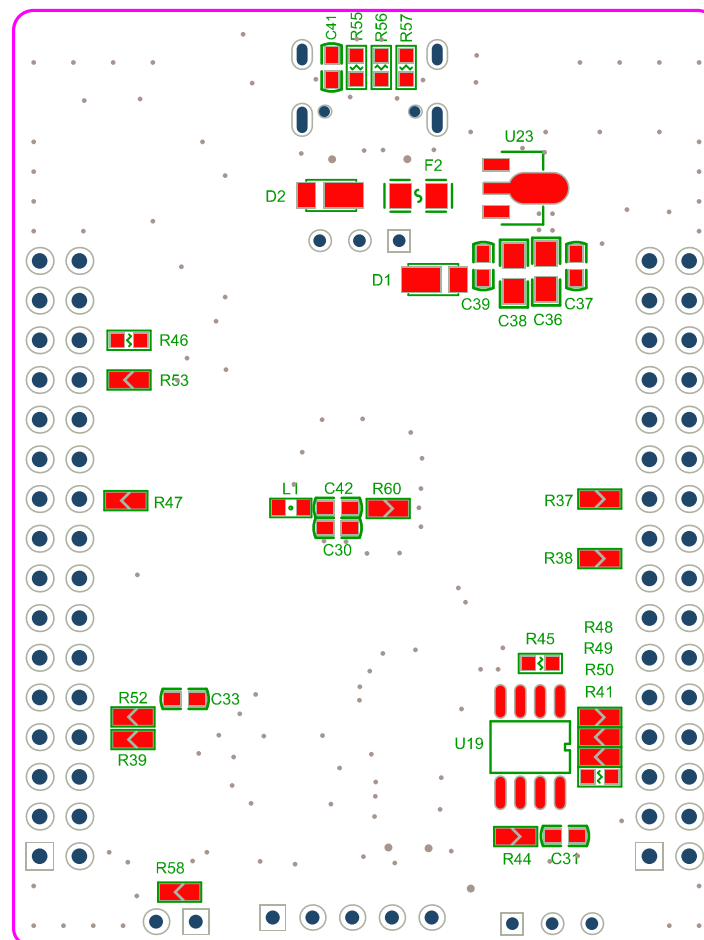 C41 R55 R56 R57
U23
F2
D2
D1
C39 C38 C36 C37
R46
R53
L1 C42 R60
R47
R37
C30
R38
R48
R45
R49
R50
R41
R52 C33
U19
R39
R44 C31
R58